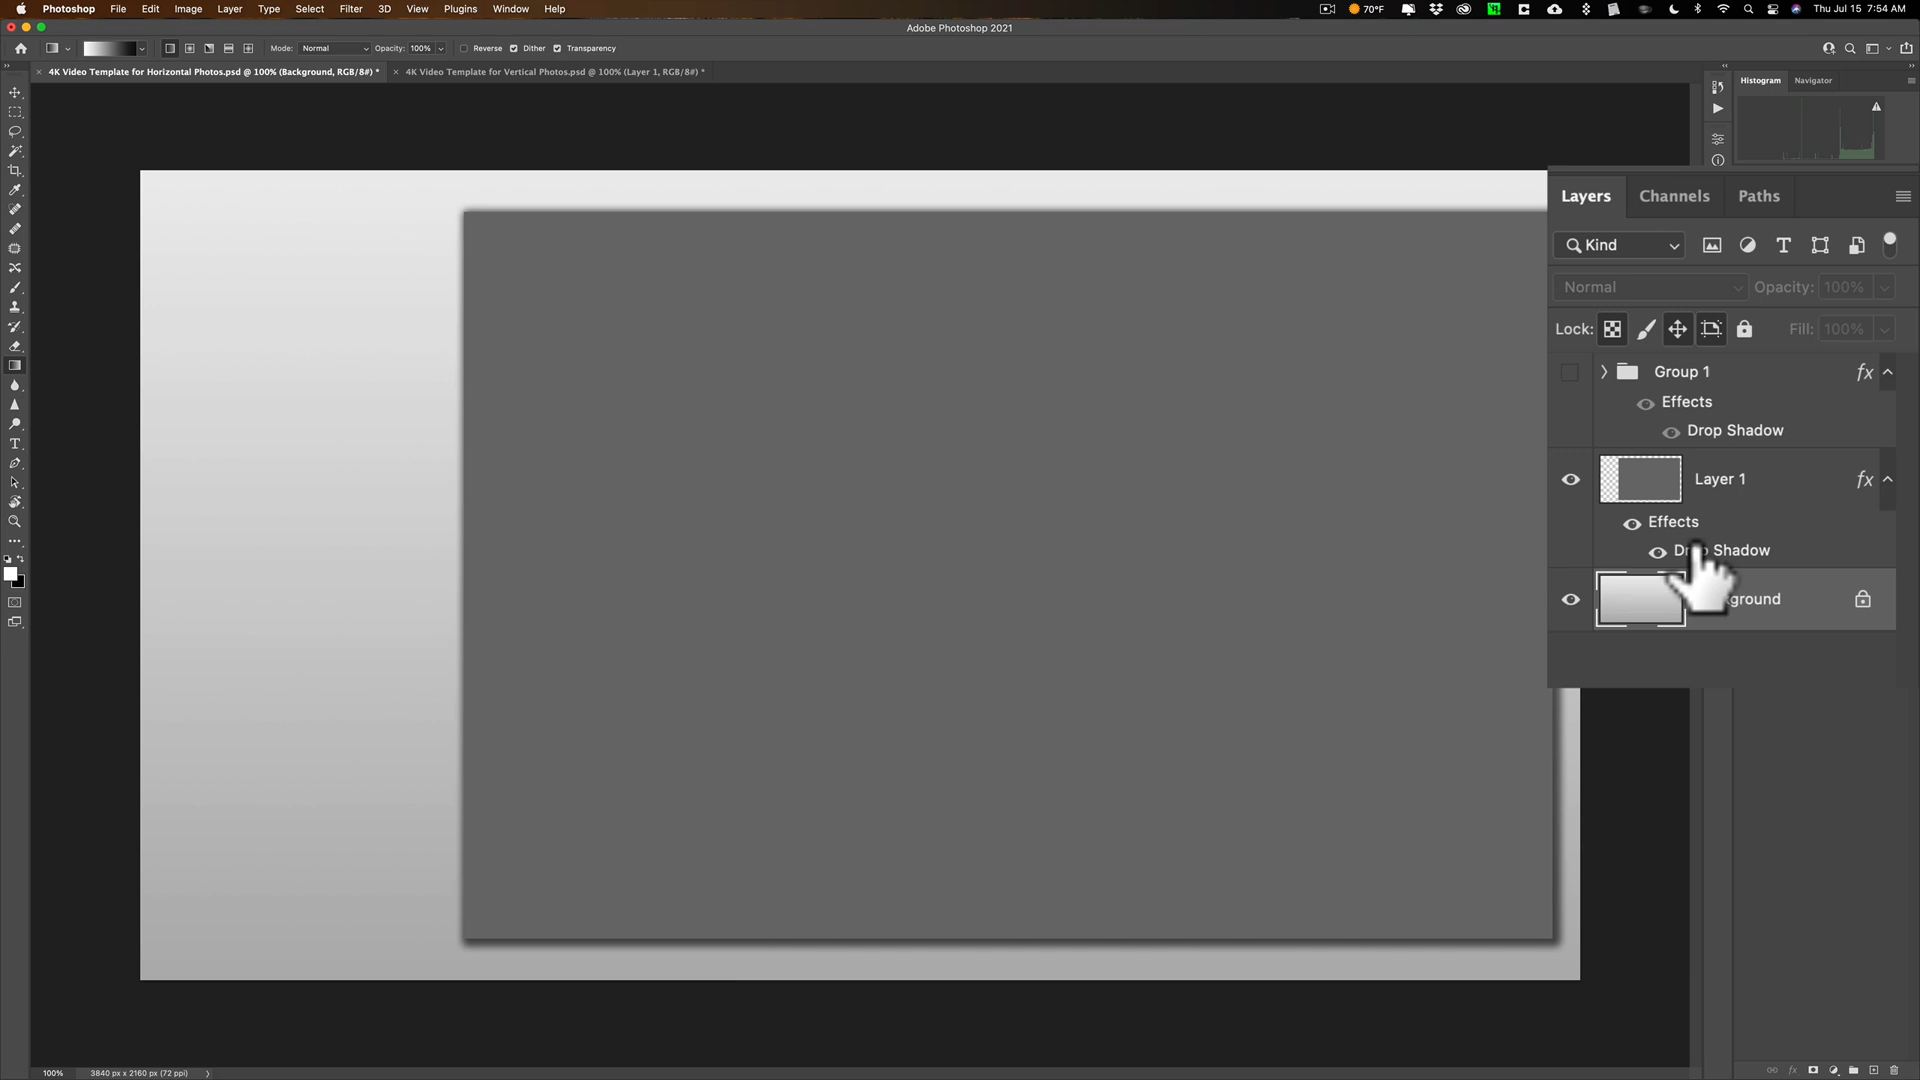 Photoshop File Edit Image Layer Type Select Filter 3D View Plugins Window Help 70°F Thu Jul 15 7:54 AM
Adobe Photoshop 2021
Mode: Normal Opacity: 100% Reverse Dither Transparency
4K Video Template for Horizontal Photos.psd @ 100% (Background, RGB/8#) * 4K Video Template for Vertical Photos.psd @ 100% (Layer 1, RGB/8#) *
Histogram Navigator
Layers Channels Paths
Kind
Normal Opacity: 100%
Lock: Fill: 100%
Group 1 fx
Effects
Drop Shadow
Layer 1 fx
Effects
Shadow
100% 3840 px x 2160 px (72 ppi) fx